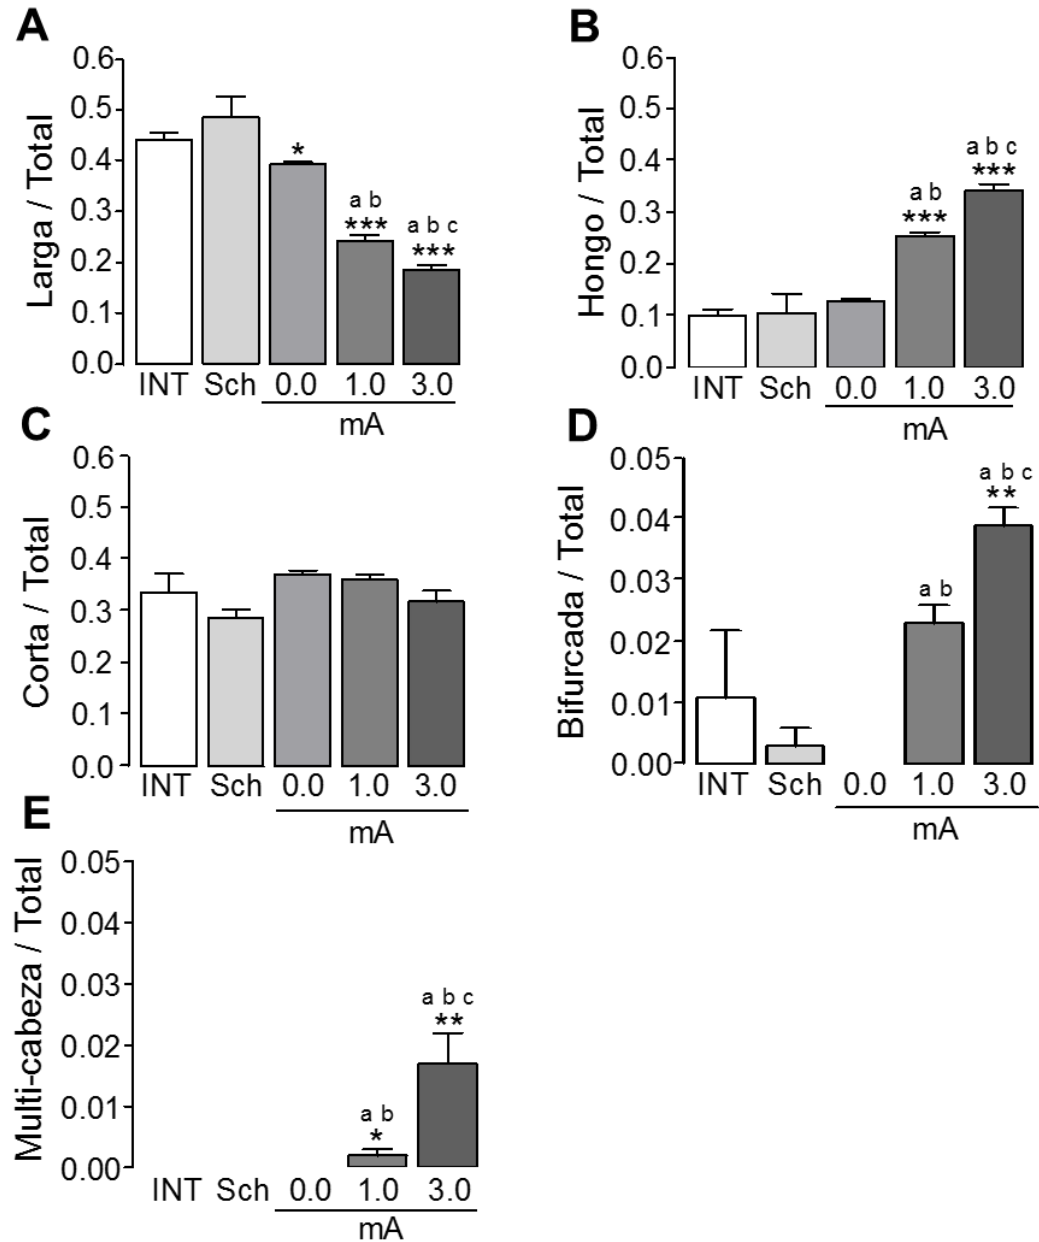 A
Larga / Total
0.6
0.5
0.4
0.3
0.2
0.1
0.0
*
a b
***
a b c
***
INT Sch 0.0 1.0 3.0
mA
B
Hongo / Total
0.6
0.5
0.4
0.3
0.2
0.1
0.0
a b
***
a b c
***
INT Sch 0.0 1.0 3.0
mA
C
Corta / Total
0.6
0.5
0.4
0.3
0.2
0.1
0.0
INT Sch 0.0 1.0 3.0
mA
D
Bifurcada / Total
0.05
0.04
0.03
0.02
0.01
0.00
a b
a b c
**
INT Sch 0.0 1.0 3.0
mA
E
Multi-cabeza / Total
0.05
0.04
0.03
0.02
0.01
0.00
a b
*
a b c
**
INT Sch 0.0 1.0 3.0
mA